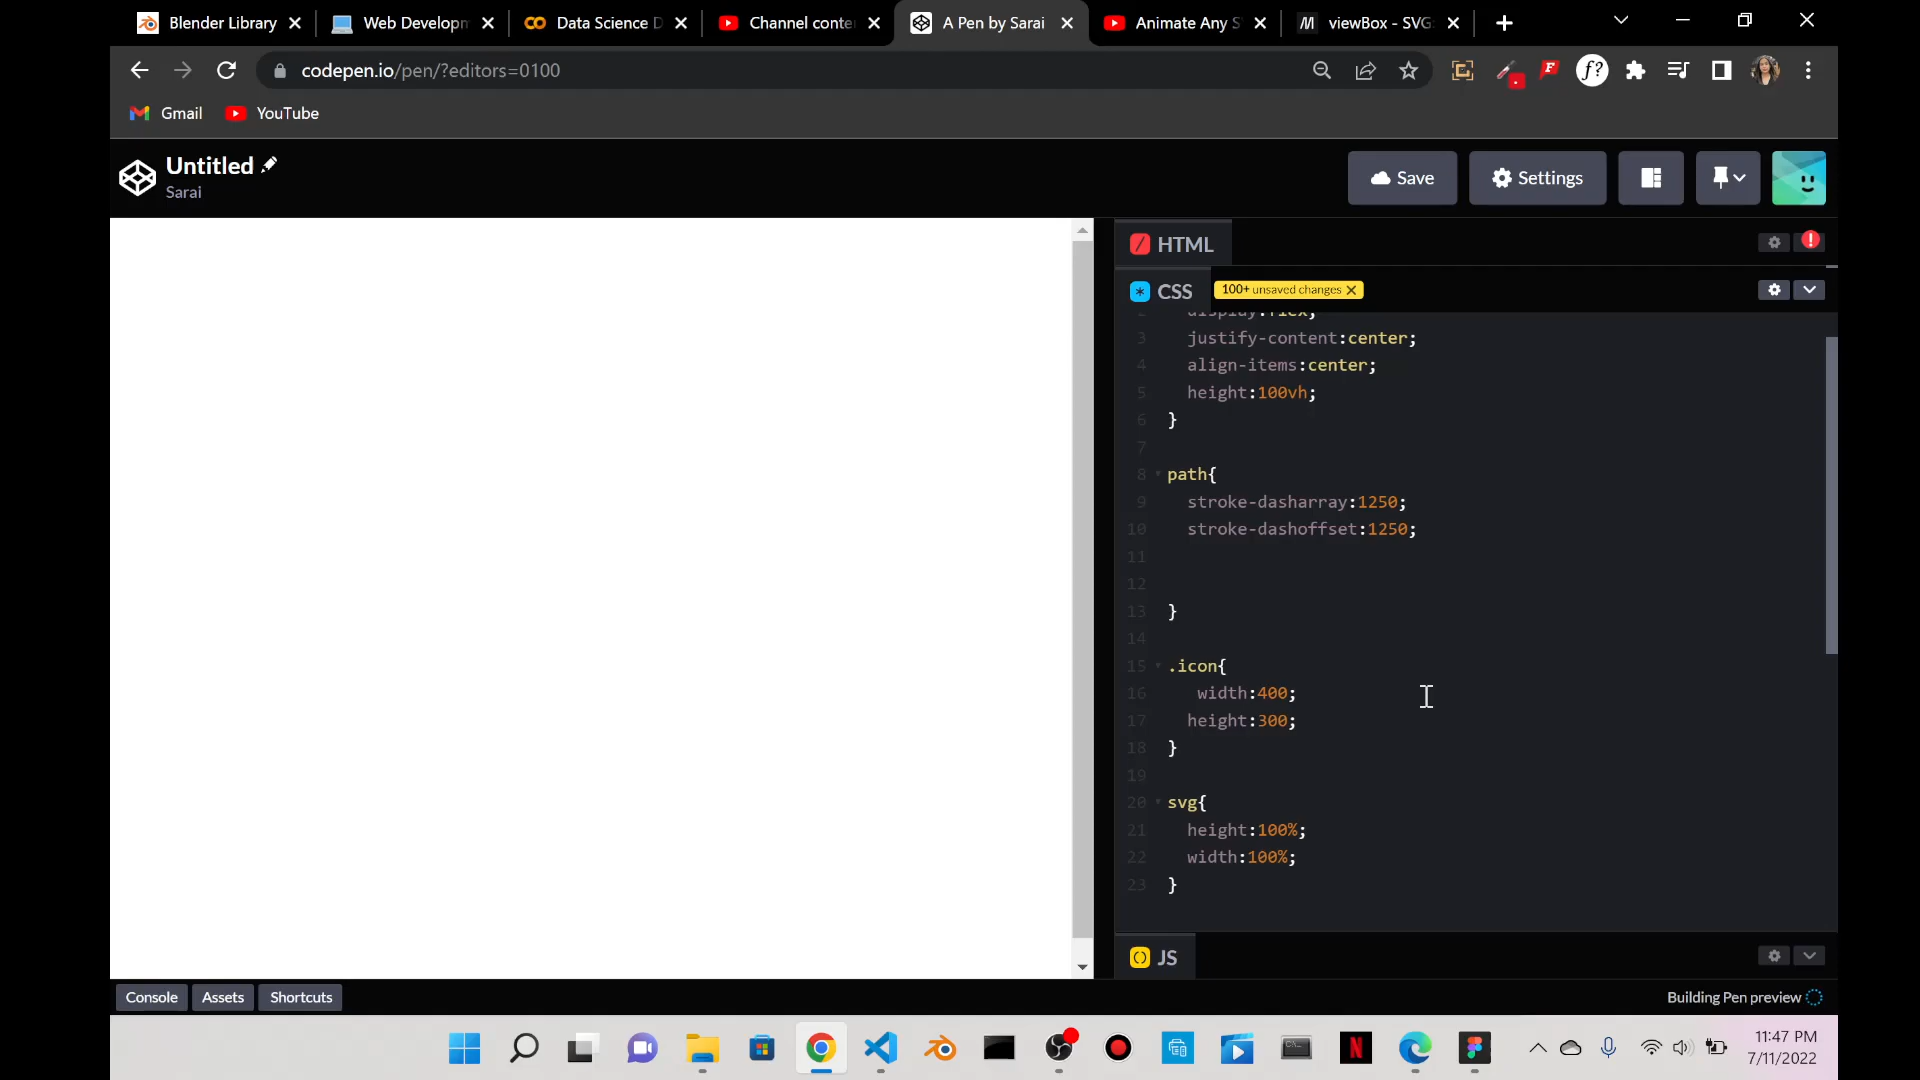 Blender Library
Web Developm
Data Science D
Channel conte
A Pen by Sarai
Animate Any S
viewBox - SVG
codepen.io/pen/?editors=0100
Gmail
YouTube
Untitled
Sarai
Save
Settings
HTML
CSS
100+ unsaved changes
2 display:flex;
3 justify-content:center;
4 align-items:center;
5 height:100vh;
6 }
7
8 path{
9 stroke-dasharray:1250;
10 stroke-dashoffset:1250;
11
12
13 }
14
15 .icon{
16 width:400;
17 height:300;
18 }
19
20 svg{
21 height:100%;
22 width:100%;
23 }
JS
Console
Assets
Shortcuts
Building Pen preview
11:47 PM
7/11/2022